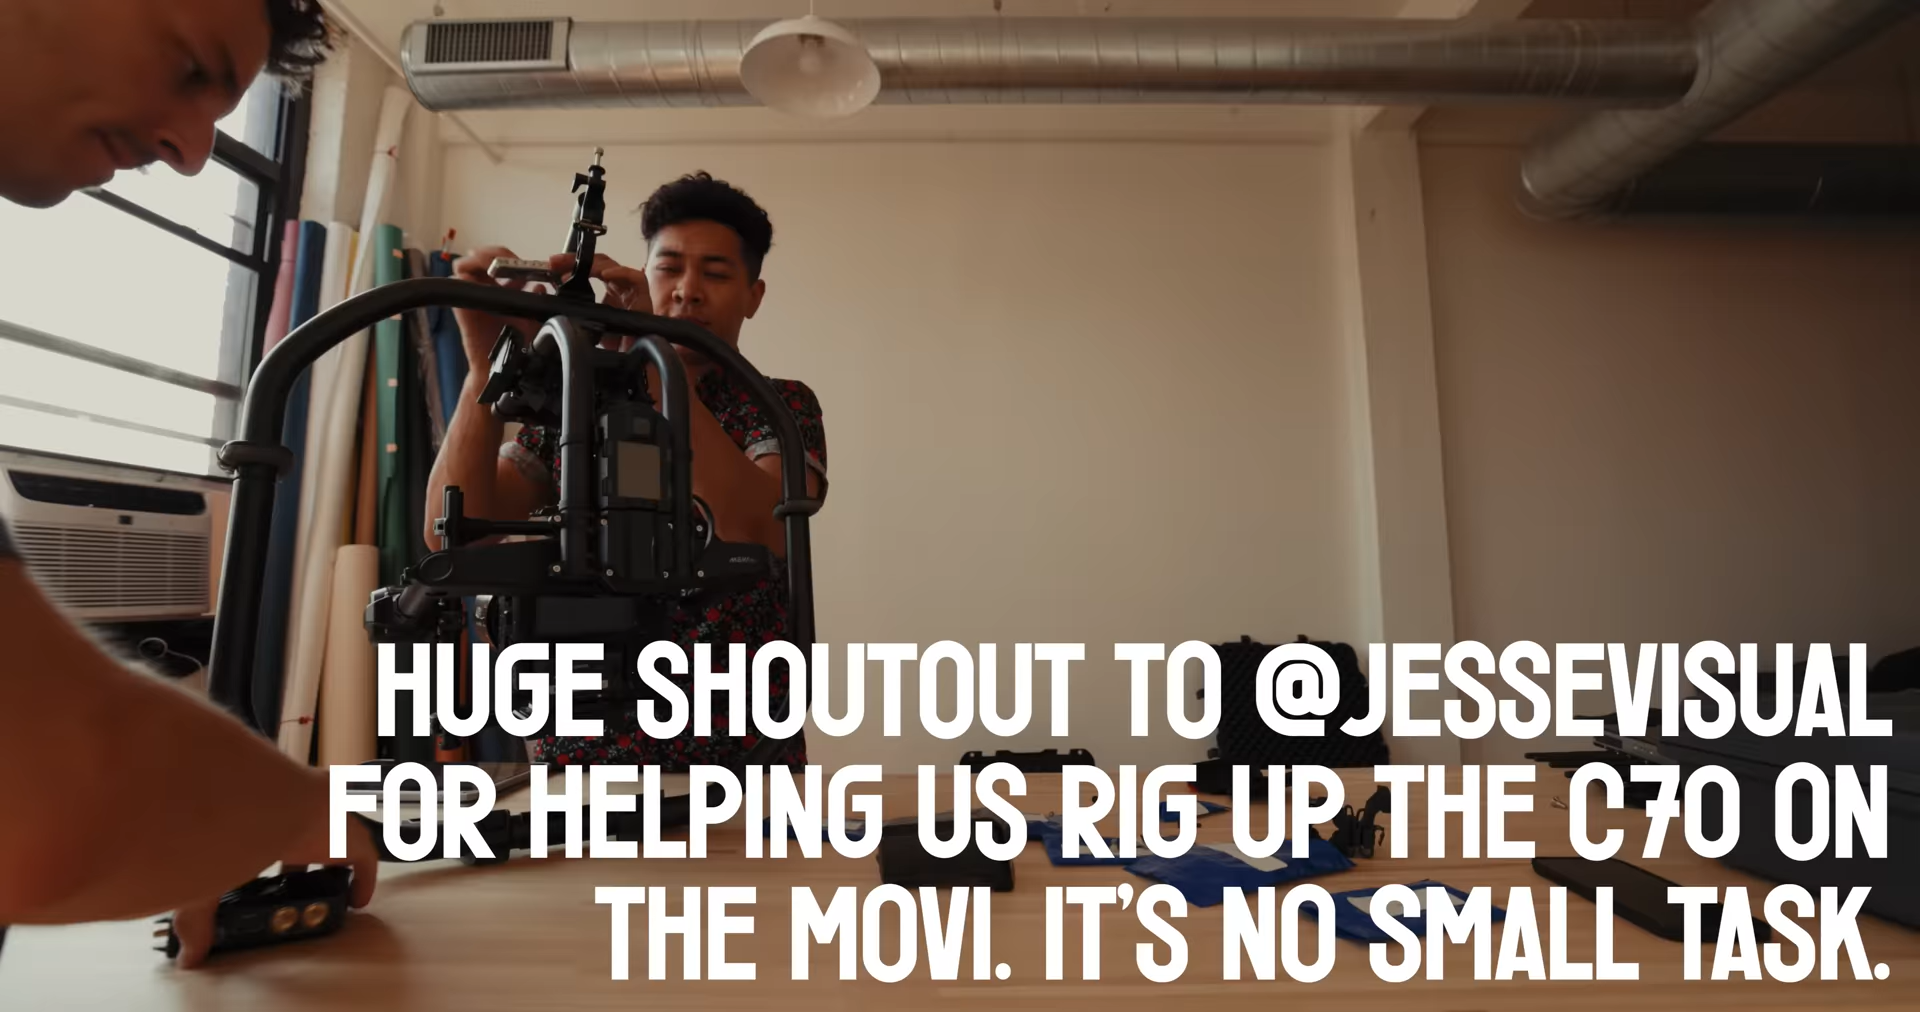 HUGE SHOUTOUT TO @JESSEVISUAL
FOR HELPING US RIG UP THE C70 ON
THE MOVI. IT'S NO SMALL TASK.